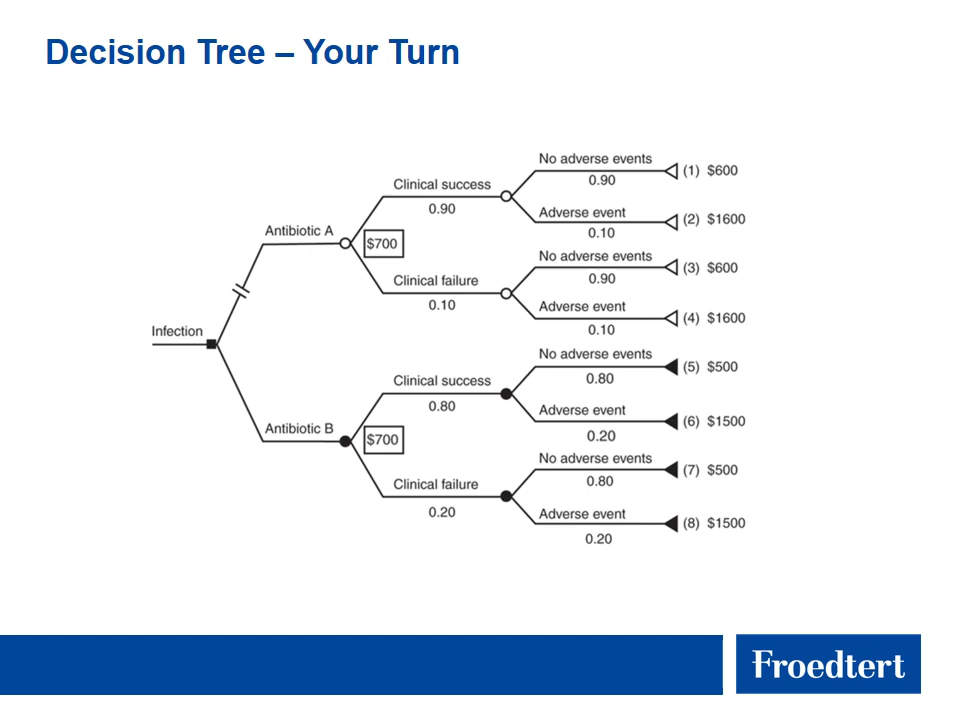 Decision Tree – Your Turn
No adverse events
(1) $600
0.90
Clinical success
0.90
Adverse event
(2) $1600
0.10
Antibiotic A
$700
No adverse events
(3) $600
0.90
Clinical failure
0.10
Adverse event
(4) $1600
0.10
Infection
No adverse events
(5) $500
0.80
Clinical success
0.80
Adverse event
(6) $1500
0.20
Antibiotic B
$700
No adverse events
(7) $500
0.80
Clinical failure
0.20
Adverse event
(8) $1500
0.20
Froedtert